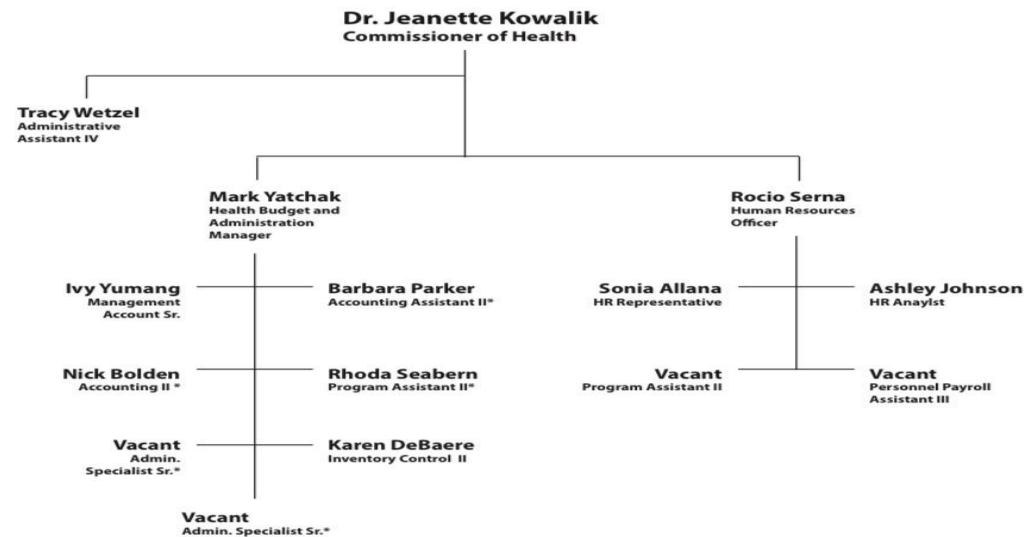 Dr. Jeanette Kowalik
Commissioner of Health
Tracy Wetzel
Administrative
Assistant IV
Mark Yatchak
Health Budget and
Administration
Manager
Rocio Serna
Human Resources
Officer
Ivy Yumang
Management
Account Sr.
Barbara Parker
Accounting Assistant II*
Sonia Allana
HR Representative
Ashley Johnson
HR Anaylst
Nick Bolden
Accounting II *
Rhoda Seabern
Program Assistant II*
Vacant
Program Assistant II
Vacant
Personnel Payroll
Assistant III
Vacant
Admin.
Specialist Sr.*
Karen DeBaere
Inventory Control II
Vacant
Admin. Specialist Sr.*